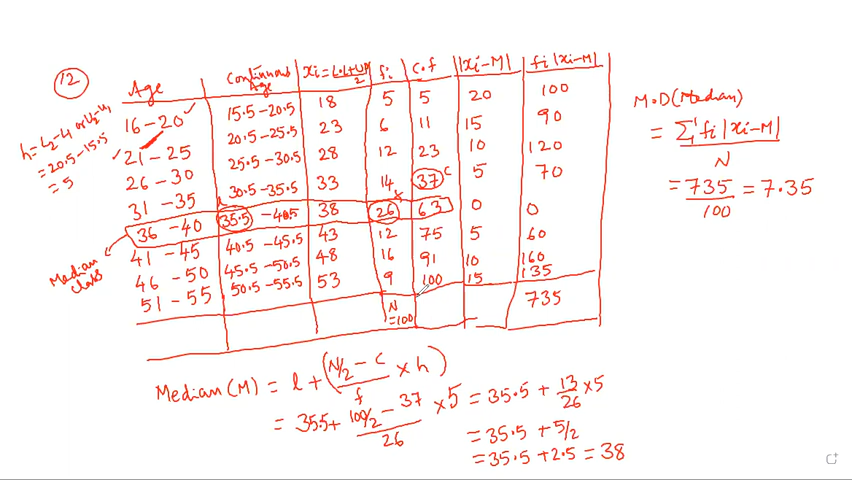 12
Age | Continuous Age | xi = L.L+U.L/2 | fi | c.f | |xi-M| | fi|xi-M|
16-20 | 15.5-20.5 | 18 | 5 | 5 | 20 | 100
21-25 | 20.5-25.5 | 23 | 6 | 11 | 15 | 90
26-30 | 25.5-30.5 | 28 | 12 | 23 | 10 | 120
31-35 | 30.5-35.5 | 33 | 14 | 37 c | 5 | 70
36-40 | l 35.5-40.5 | 38 | 26 f | 63 | 0 | 0
41-45 | 40.5-45.5 | 43 | 12 | 75 | 5 | 60
46-50 | 45.5-50.5 | 48 | 16 | 91 | 10 | 160
51-55 | 50.5-55.5 | 53 | 9 | 100 | 15 | 135
N =100 | 735
h = L2-L1 or U2-U1
= 20.5-15.5
= 5
Median class
M.D(Median)
= Σ fi|xi-M| / N
= 735/100 = 7.35
Median(M) = l + (N/2 - c / f × h)
= 35.5 + 100/2 - 37 / 26 × 5 = 35.5 + 13/26 × 5
= 35.5 + 5/2
= 35.5 + 2.5 = 38